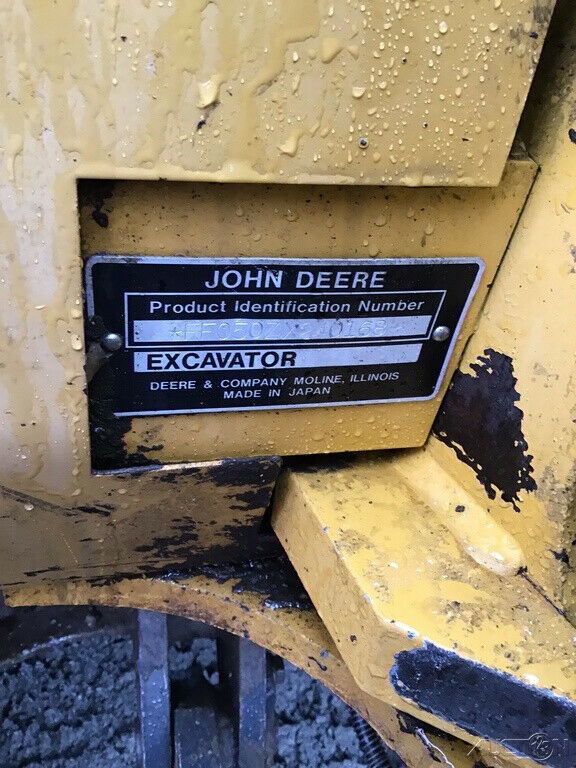 JOHN DEERE
Product Identification Number
EXCAVATOR
DEERE & COMPANY MOLINE, ILLINOIS
MADE IN JAPAN